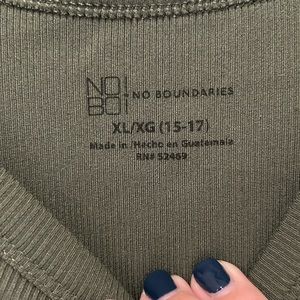 NO
BO
NO BOUNDARIES
XL/XG (15-17)
Made in /Hecho en Guatemala
RN# 52469